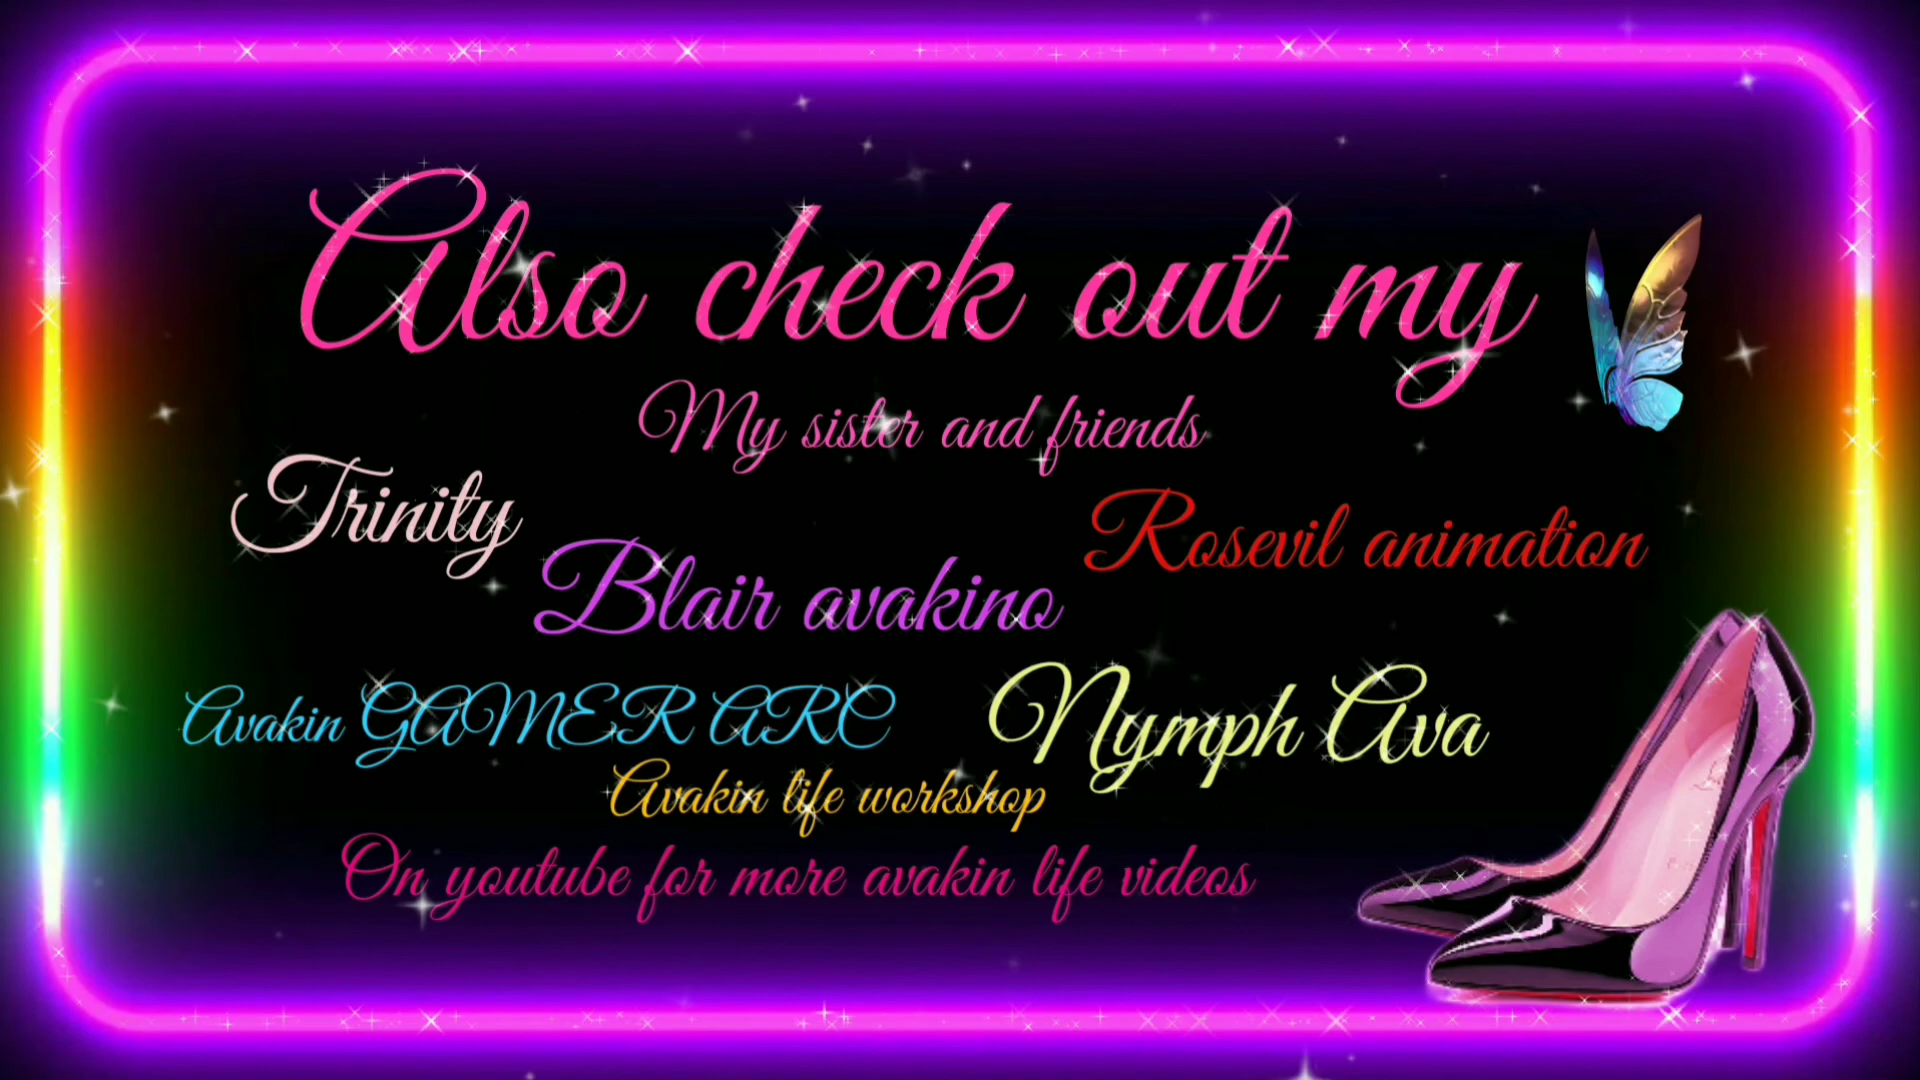 Also check out my
My sister and friends
Trinity
Rosevil animation
Blair avakino
Avakin GAMER ARC
Nymph Ava
Avakin life workshop
On youtube for more avakin life videos